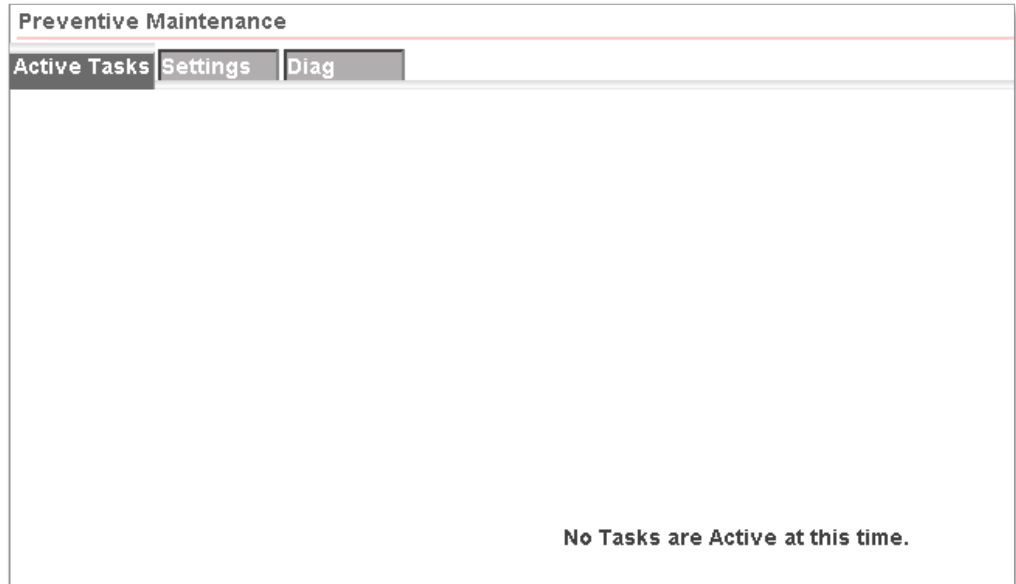 Preventive Maintenance
Active Tasks Settings Diag
No Tasks are Active at this time.